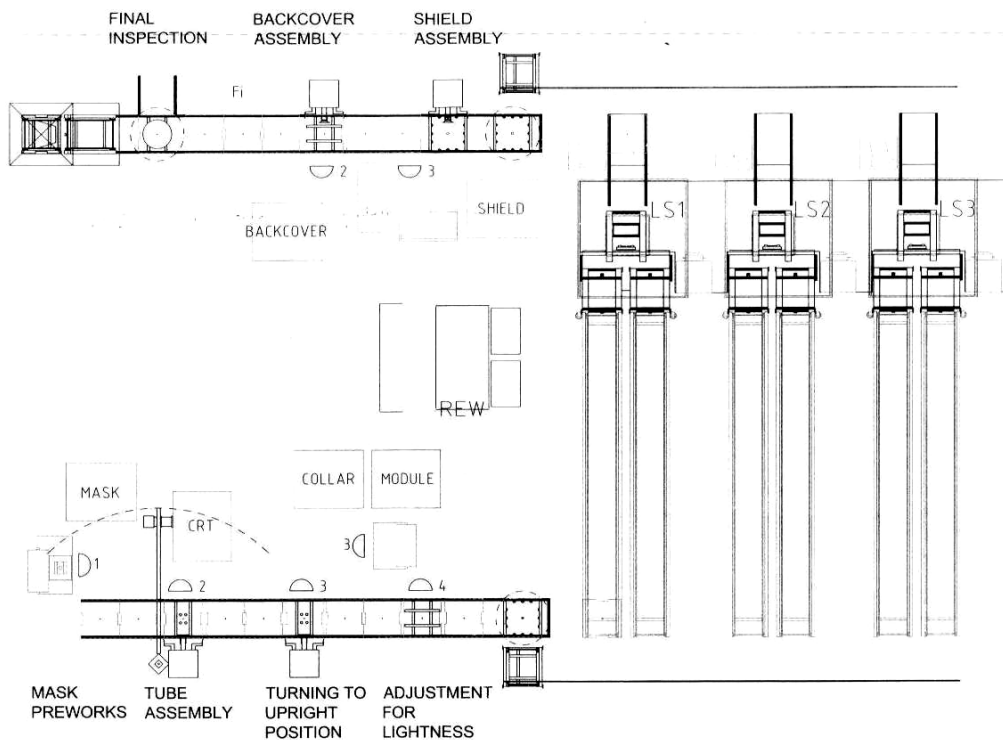 FINAL
INSPECTION
BACKCOVER
ASSEMBLY
SHIELD
ASSEMBLY
Fi
2
3
SHIELD
BACKCOVER
LS1
LS2
LS3
REW
MASK
CRT
COLLAR
MODULE
1
3
2
3
4
MASK
PREWORKS
TUBE
ASSEMBLY
TURNING TO
UPRIGHT
POSITION
ADJUSTMENT
FOR
LIGHTNESS